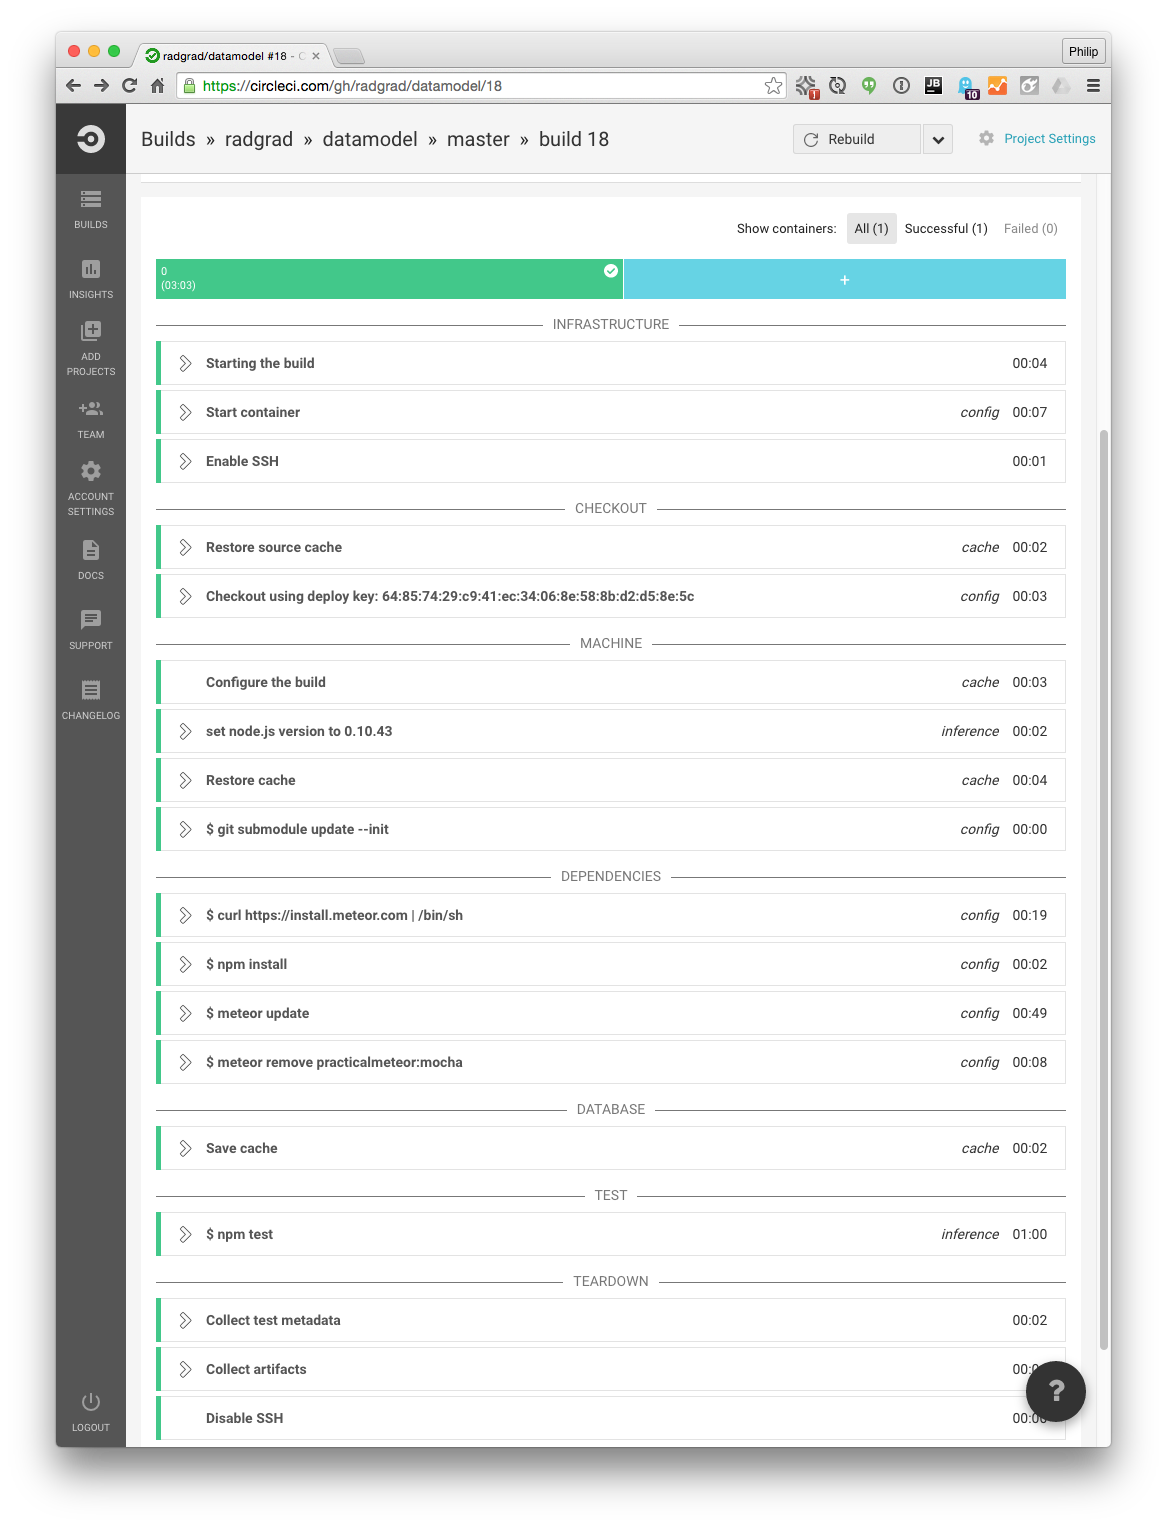 radgrad/datamodel #18 - C
Philip
https://circleci.com/gh/radgrad/datamodel/18
1
JB
10
Builds » radgrad » datamodel » master » build 18
Rebuild
Project Settings
BUILDS
INSIGHTS
ADD
PROJECTS
TEAM
ACCOUNT
SETTINGS
DOCS
SUPPORT
CHANGELOG
LOGOUT
Show containers: All (1) Successful (1) Failed (0)
0
(03:03)
+
INFRASTRUCTURE
Starting the build 00:04
Start container config 00:07
Enable SSH 00:01
CHECKOUT
Restore source cache cache 00:02
Checkout using deploy key: 64:85:74:29:c9:41:ec:34:06:8e:58:8b:d2:d5:8e:5c config 00:03
MACHINE
Configure the build cache 00:03
set node.js version to 0.10.43 inference 00:02
Restore cache cache 00:04
$ git submodule update --init config 00:00
DEPENDENCIES
$ curl https://install.meteor.com | /bin/sh config 00:19
$ npm install config 00:02
$ meteor update config 00:49
$ meteor remove practicalmeteor:mocha config 00:08
DATABASE
Save cache cache 00:02
TEST
$ npm test inference 01:00
TEARDOWN
Collect test metadata 00:02
Collect artifacts
Disable SSH
?